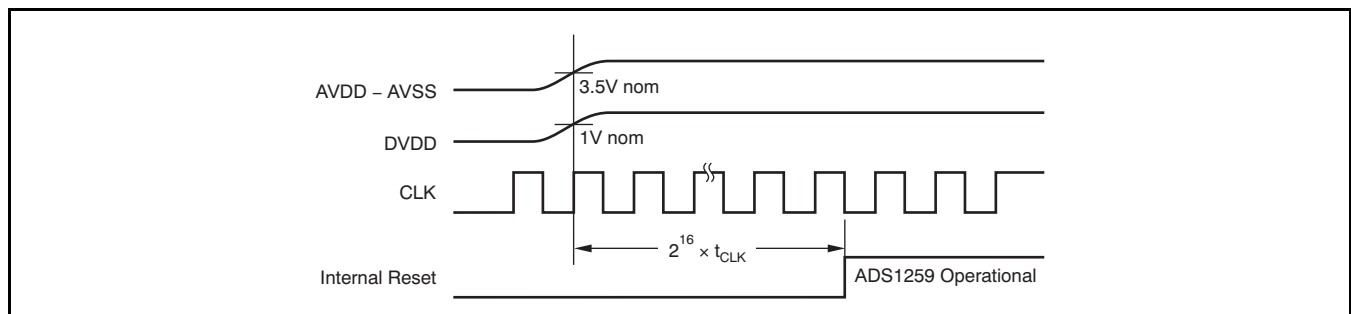 AVDD – AVSS
3.5V nom
DVDD
1V nom
CLK
2^16 × tCLK
Internal Reset
ADS1259 Operational